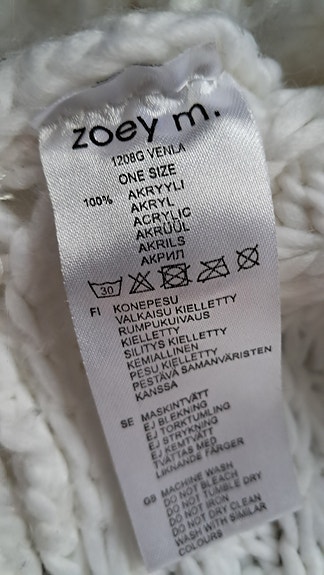 zoey m.
1208G VENLA
ONE SIZE
100% AKRYYLI
AKRYL
ACRYLIC
AKRÜÜL
AKRILS
АКРИЛ
30
FI KONEPESU
VALKAISU KIELLETTY
RUMPUKUIVAUS
KIELLETTY
SILITYS KIELLETTY
KEMIALLINEN
PESU KIELLETTY
PESTÄVÄ SAMANVÄRISTEN
KANSSA
SE MASKINTVÄTT
EJ BLEKNING
EJ TORKTUMLING
EJ STRYKNING
EJ KEMTVÄTT
TVÄTTAS MED
LIKNANDE FÄRGER
GB MACHINE WASH
DO NOT BLEACH
DO NOT TUMBLE DRY
DO NOT IRON
DO NOT DRY CLEAN
WASH WITH SIMILAR
COLOURS